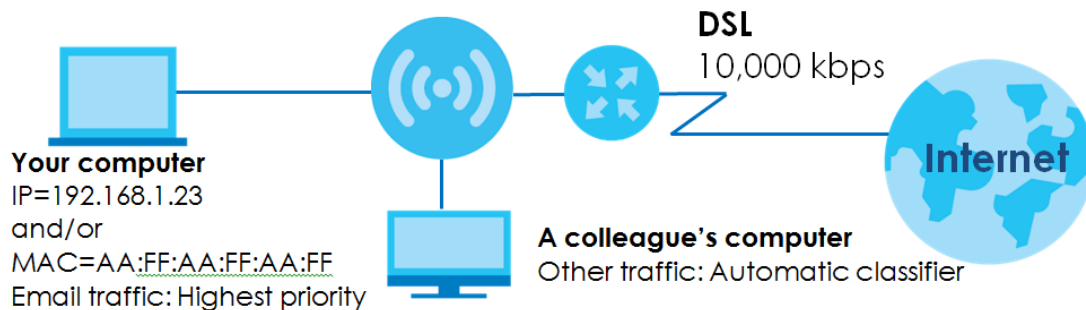 DSL
10,000 kbps
Internet
Your computer
IP=192.168.1.23
and/or
MAC=AA:FF:AA:FF:AA:FF
Email traffic: Highest priority
A colleague’s computer
Other traffic: Automatic classifier